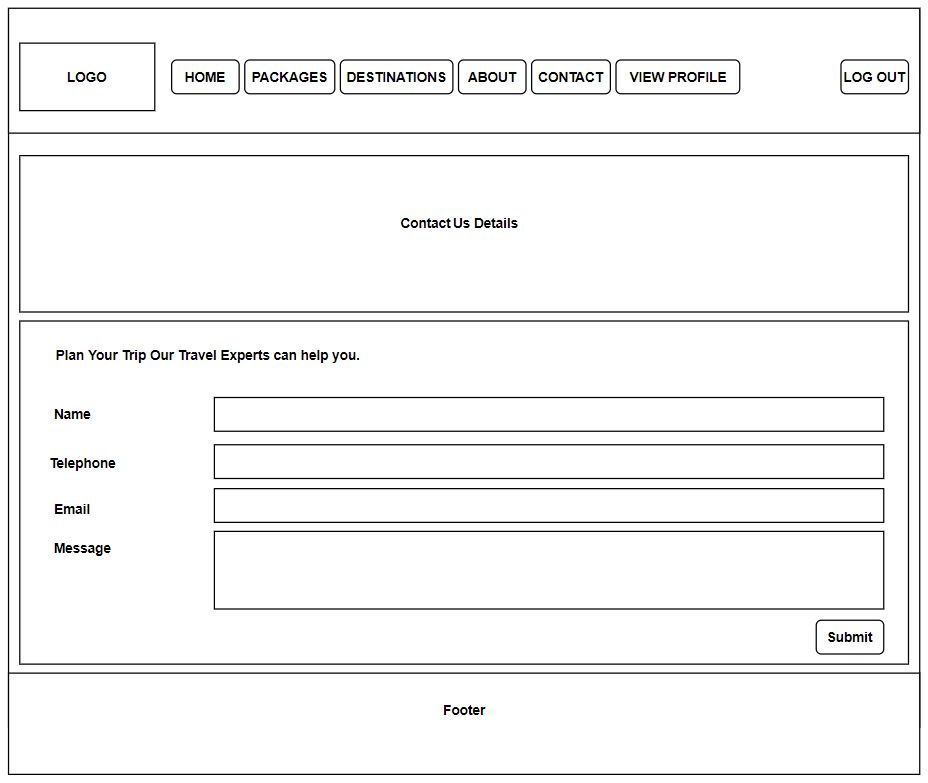 LOGO
HOME PACKAGES DESTINATIONS ABOUT CONTACT VIEW PROFILE LOG OUT
Contact Us Details
Plan Your Trip Our Travel Experts can help you.
Name
Telephone
Email
Message
Submit
Footer